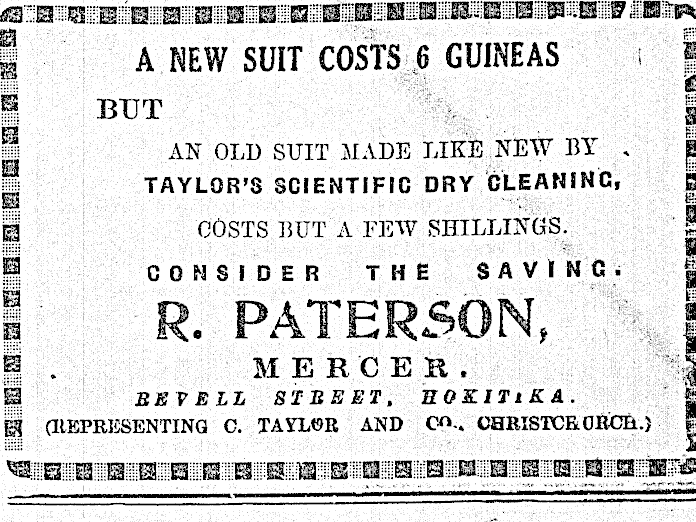 A NEW SUIT COSTS 6 GUINEAS
BUT
AN OLD SUIT MADE LIKE NEW BY
TAYLOR'S SCIENTIFIC DRY CLEANING,
COSTS BUT A FEW SHILLINGS.
CONSIDER THE SAVING.
R. PATERSON,
MERCER.
REVELL STREET, HOKITIKA.
(REPRESENTING C. TAYLOR AND CO., CHRISTCHURCH.)